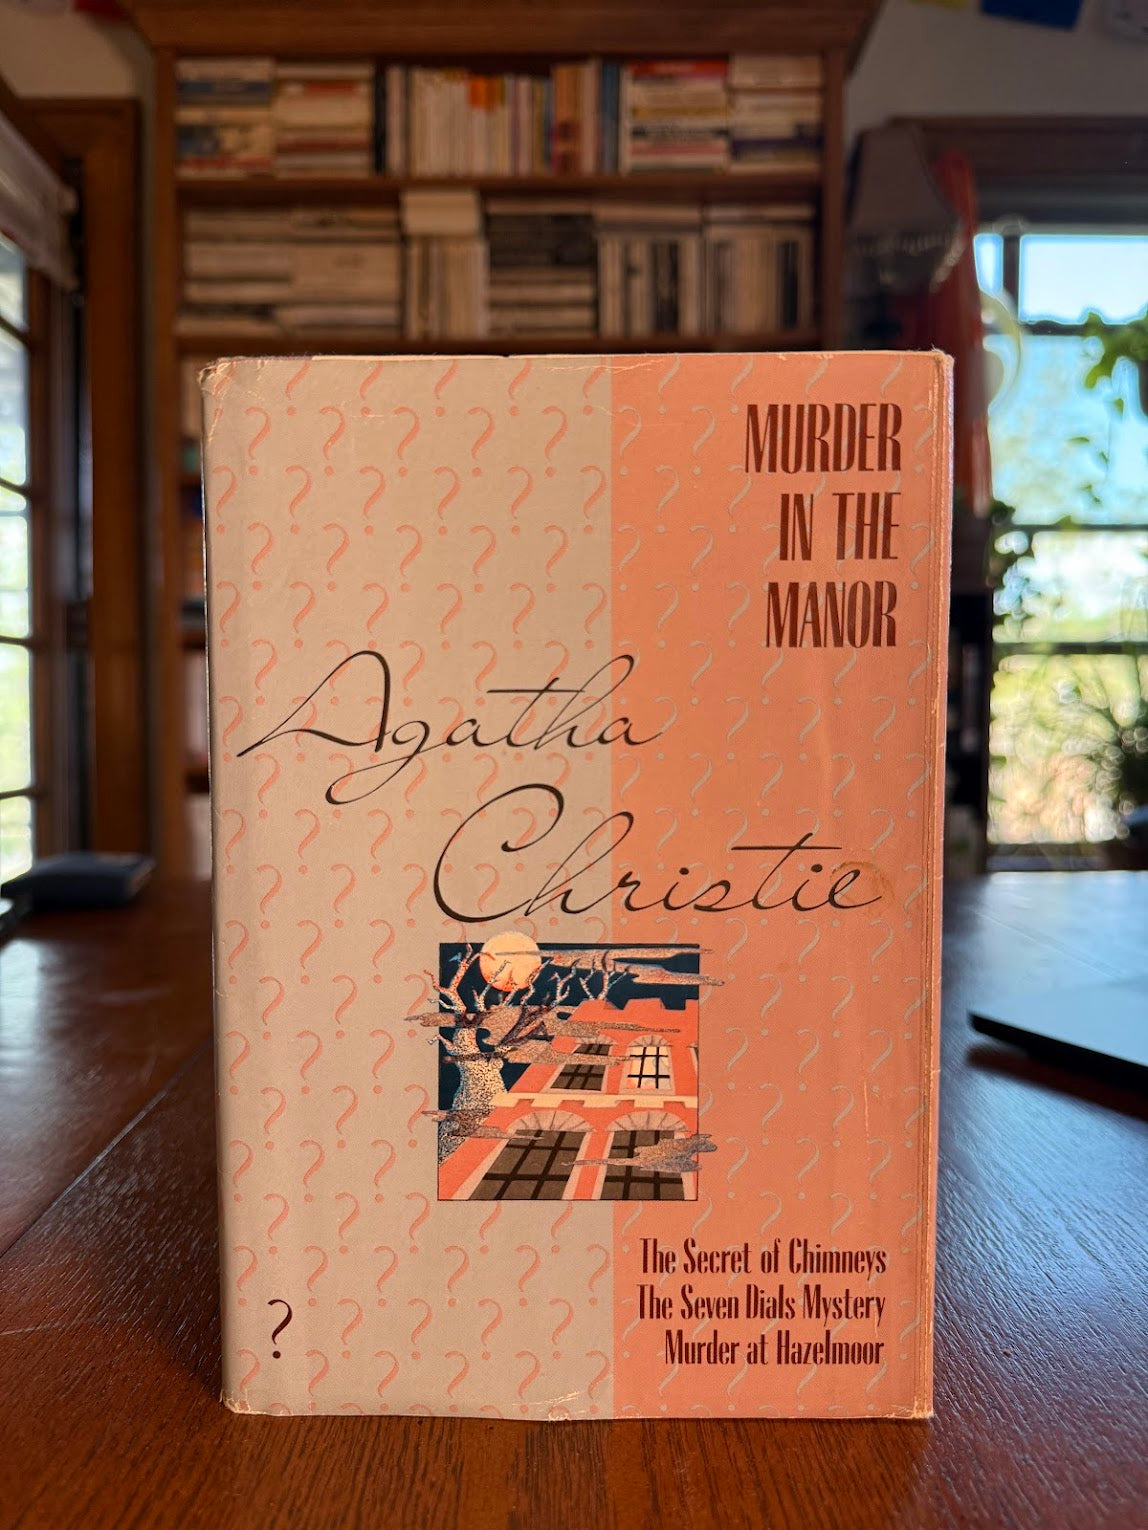 MURDER
IN THE
MANOR
Agatha
Christie
The Secret of Chimneys
The Seven Dials Mystery
Murder at Hazelmoor
?